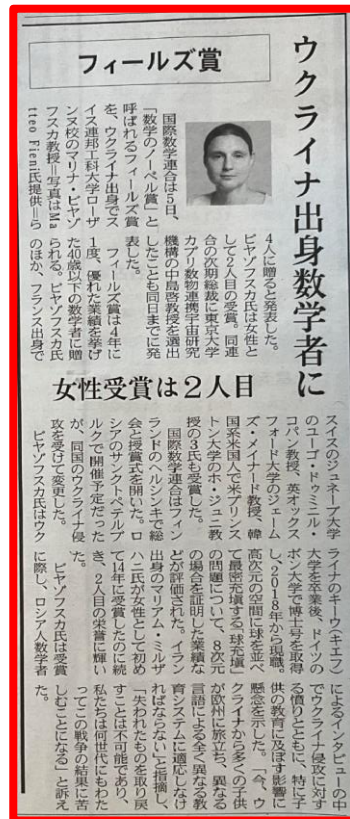 フィールズ賞
ウクライナ出身数学者に
女性受賞は2人目
国際数学連合は5日、
「数学のノーベル賞」と
呼ばれるフィールズ賞
を、ウクライナ出身でス
イス連邦工科大学ローザ
ンヌ校のマリナ・ビヤゾ
フスカ教授=写真はMa
tteo Fieni氏提供=ら
4人に贈ると発表した。
ビヤゾフスカ氏は女性と
して2人目の受賞。同連
合の次期総裁に東京大学
カブリ数物連携宇宙研究
機構の中島啓教授を選出
したことも同日までに発
表した。
フィールズ賞は4年に
1度、優れた業績を挙げ
た40歳以下の数学者に贈
られる。ビヤゾフスカ氏
のほか、フランス出身で
スイスのジュネーブ大学
のユーゴ・ドゥミニル・
コパン教授、英オックス
フォード大学のジェーム
ズ・メイナード教授、韓
国系米国人で米プリンス
トン大学のホ・ジュニ教
授の3氏も受賞した。
国際数学連合はフィン
ランドのヘルシンキで総
会と授賞式を開いた。ロ
シアのサンクトペテルブ
ルクで開催予定だった
が、同国のウクライナ侵
攻を受けて変更した。
ビヤゾフスカ氏はウク
ライナのキーウ(キエフ)
大学を卒業後、ドイツの
ボン大学で博士号を取得
し、2018年から現職。
高次元の空間に球を並べ
て最密充填する「球充填」
の問題について、8次元
の場合を証明した業績な
どが評価された。イラン
出身のマリアム・ミルザ
ハニ氏が女性として初め
て14年に受賞したのに続
き、2人目の栄誉に輝い
た。
ビヤゾフスカ氏は受賞
に際し、ロシア人数学者
によるインタビューの中
でウクライナ侵攻に対す
る憤りとともに、特に子
供の教育に及ぼす影響に
懸念を示した。「今、ウ
クライナから多くの子供
が欧州に旅立ち、異なる
言語による全く異なる教
育システムに適応しなけ
ればならない」と指摘し、
「失われたものを取り戻
すことは不可能であり、
私たちは何世代にもわた
ってこの戦争の結果に苦
しむことになる」と訴え
た。